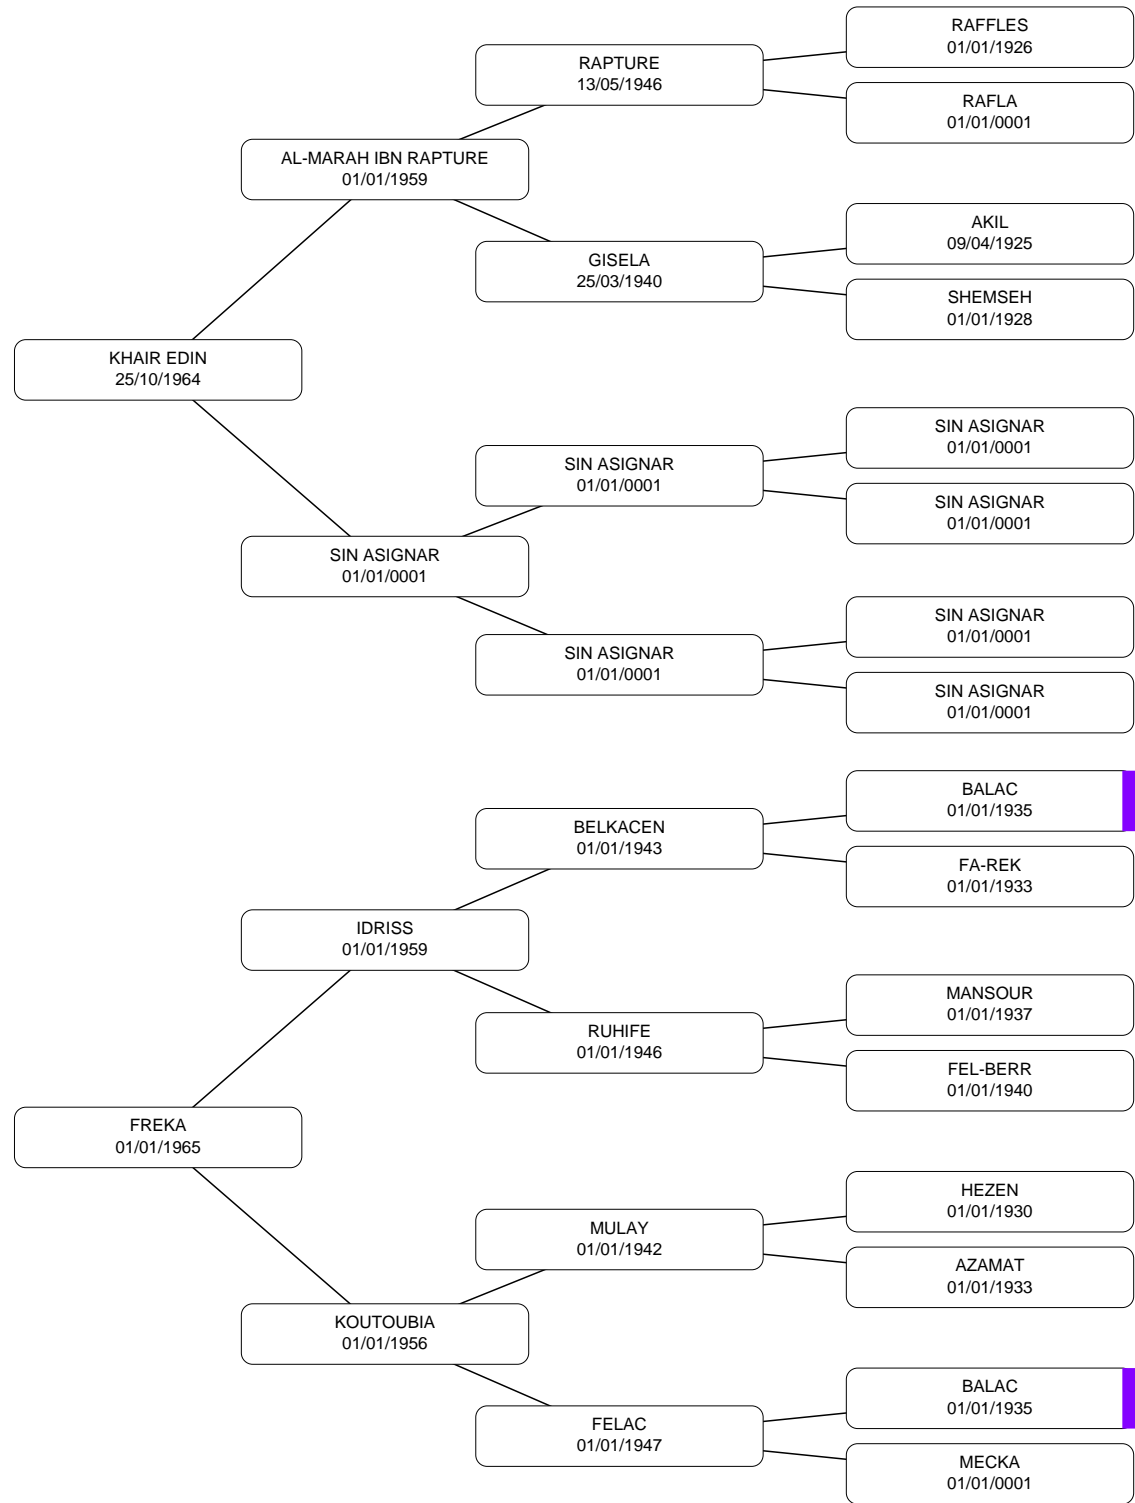 RAFFLES
01/01/1926
RAPTURE
13/05/1946
RAFLA
01/01/0001
AL-MARAH IBN RAPTURE
01/01/1959
AKIL
09/04/1925
GISELA
25/03/1940
SHEMSEH
01/01/1928
KHAIR EDIN
25/10/1964
SIN ASIGNAR
01/01/0001
SIN ASIGNAR
01/01/0001
SIN ASIGNAR
01/01/0001
SIN ASIGNAR
01/01/0001
SIN ASIGNAR
01/01/0001
SIN ASIGNAR
01/01/0001
SIN ASIGNAR
01/01/0001
BALAC
01/01/1935
BELKACEN
01/01/1943
FA-REK
01/01/1933
IDRISS
01/01/1959
MANSOUR
01/01/1937
RUHIFE
01/01/1946
FEL-BERR
01/01/1940
FREKA
01/01/1965
HEZEN
01/01/1930
MULAY
01/01/1942
AZAMAT
01/01/1933
KOUTOUBIA
01/01/1956
BALAC
01/01/1935
FELAC
01/01/1947
MECKA
01/01/0001